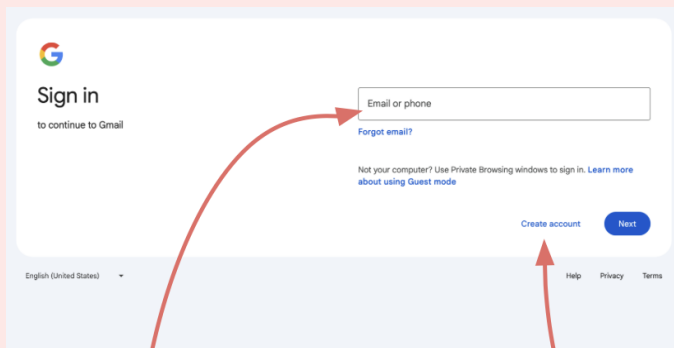 Sign in
to continue to Gmail
Email or phone
Forgot email?
Not your computer? Use Private Browsing windows to sign in. Learn more
about using Guest mode
Create account
Next
English (United States)
Help
Privacy
Terms